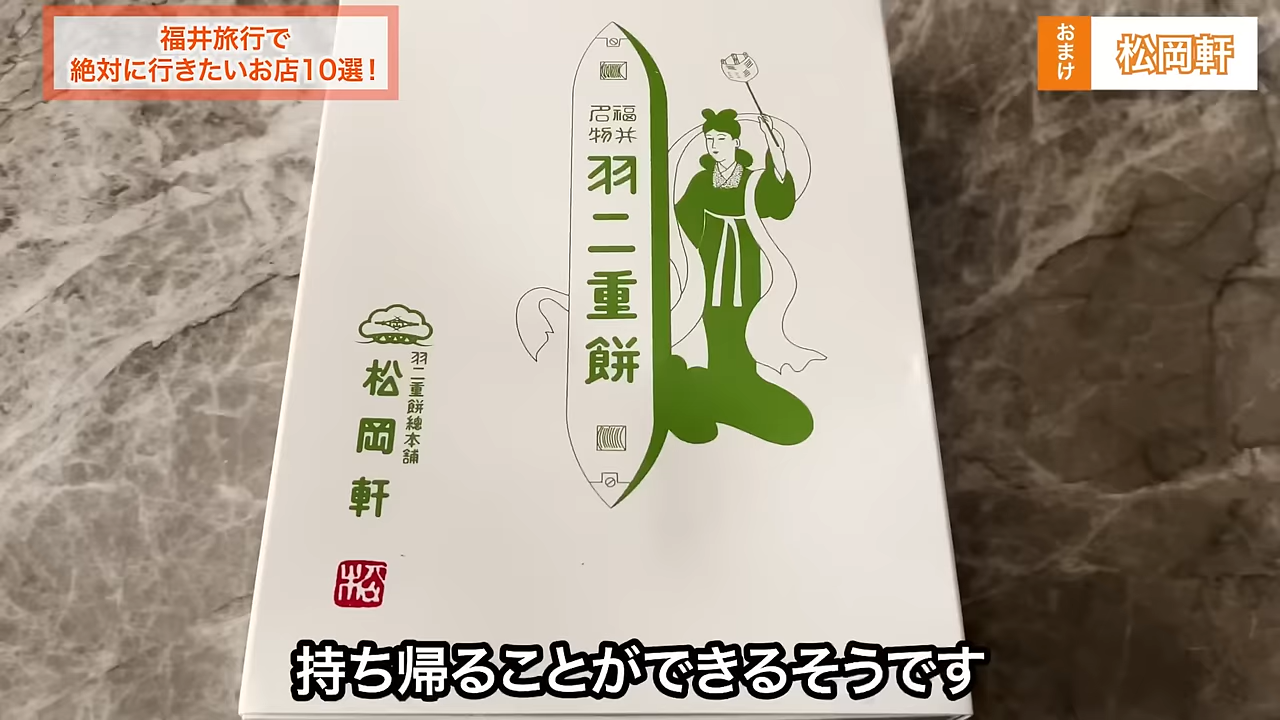 福井旅行で
絶対に行きたいお店10選！
おまけ
松岡軒
福井
名物
羽二重餅
羽二重餅總本舗
松岡軒
松
持ち帰ることができるそうです